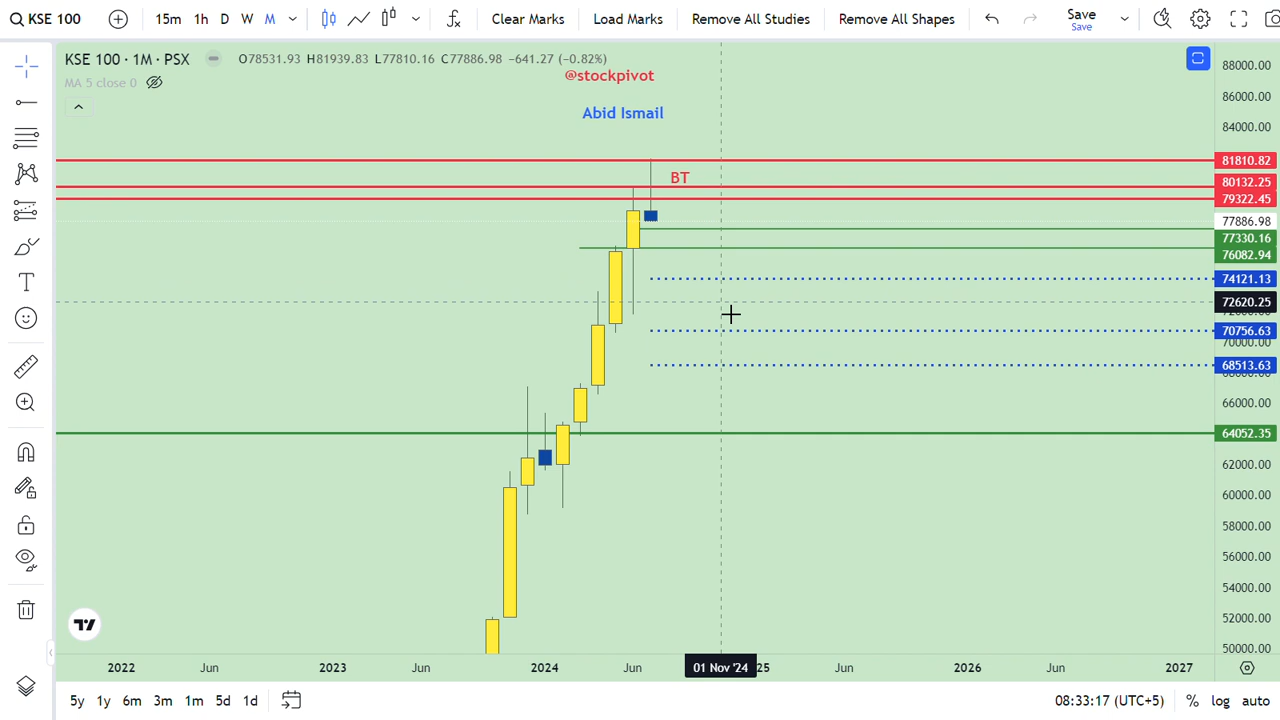 KSE 100 15m 1h D W M Clear Marks Load Marks Remove All Studies Remove All Shapes Save
Save
KSE 100 · 1M · PSX O78531.93 H81939.83 L77810.16 C77886.98 −641.27 (−0.82%)
MA 5 close 0
@stockpivot
Abid Ismail
BT
88000.00
86000.00
84000.00
81810.82
80132.25
79322.45
77886.98
77330.16
76082.94
74121.13
72620.25
70756.63
70000.00
68513.63
66000.00
64052.35
62000.00
60000.00
58000.00
56000.00
54000.00
52000.00
50000.00
2022 Jun 2023 Jun 2024 Jun 01 Nov '24 25 Jun 2026 Jun 2027
5y 1y 6m 3m 1m 5d 1d 08:33:17 (UTC+5) % log auto